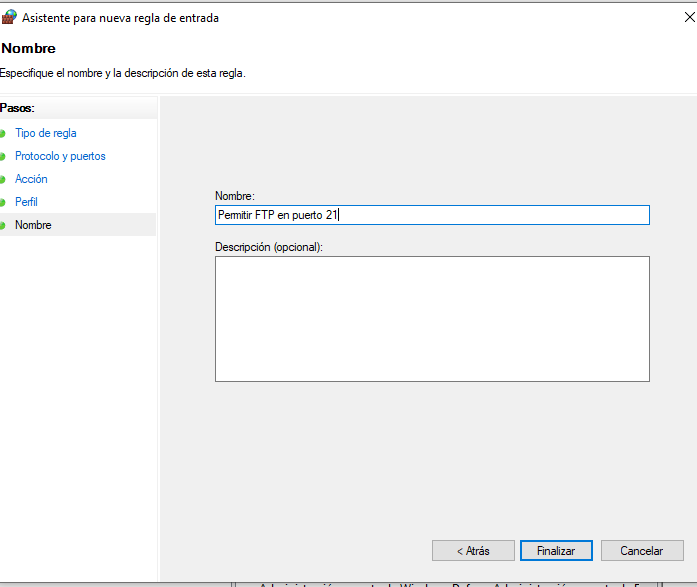 Asistente para nueva regla de entrada
Nombre
Especifique el nombre y la descripción de esta regla.
Pasos:
Tipo de regla
Protocolo y puertos
Acción
Perfil
Nombre
Nombre:
Permitir FTP en puerto 21
Descripción (opcional):
< Atrás
Finalizar
Cancelar